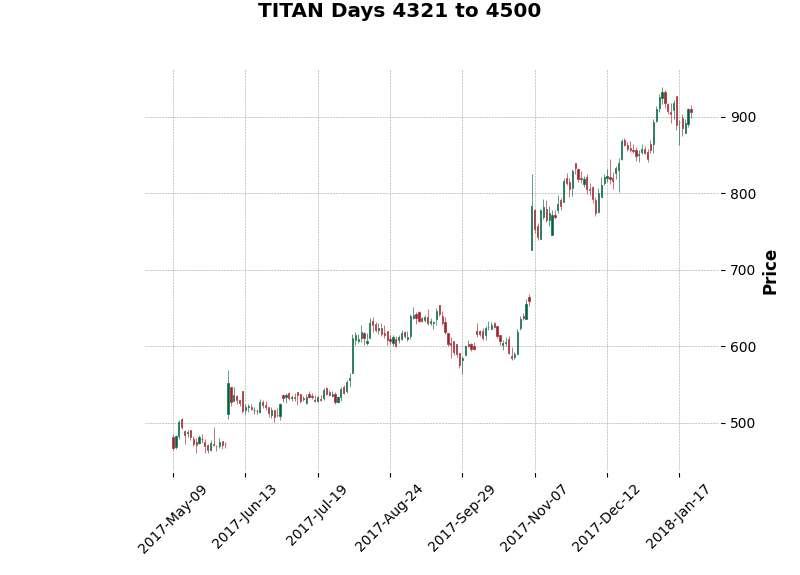 TITAN Days 4321 to 4500
900
800
700
600
500
Price
2017-May-09
2017-Jun-13
2017-Jul-19
2017-Aug-24
2017-Sep-29
2017-Nov-07
2017-Dec-12
2018-Jan-17